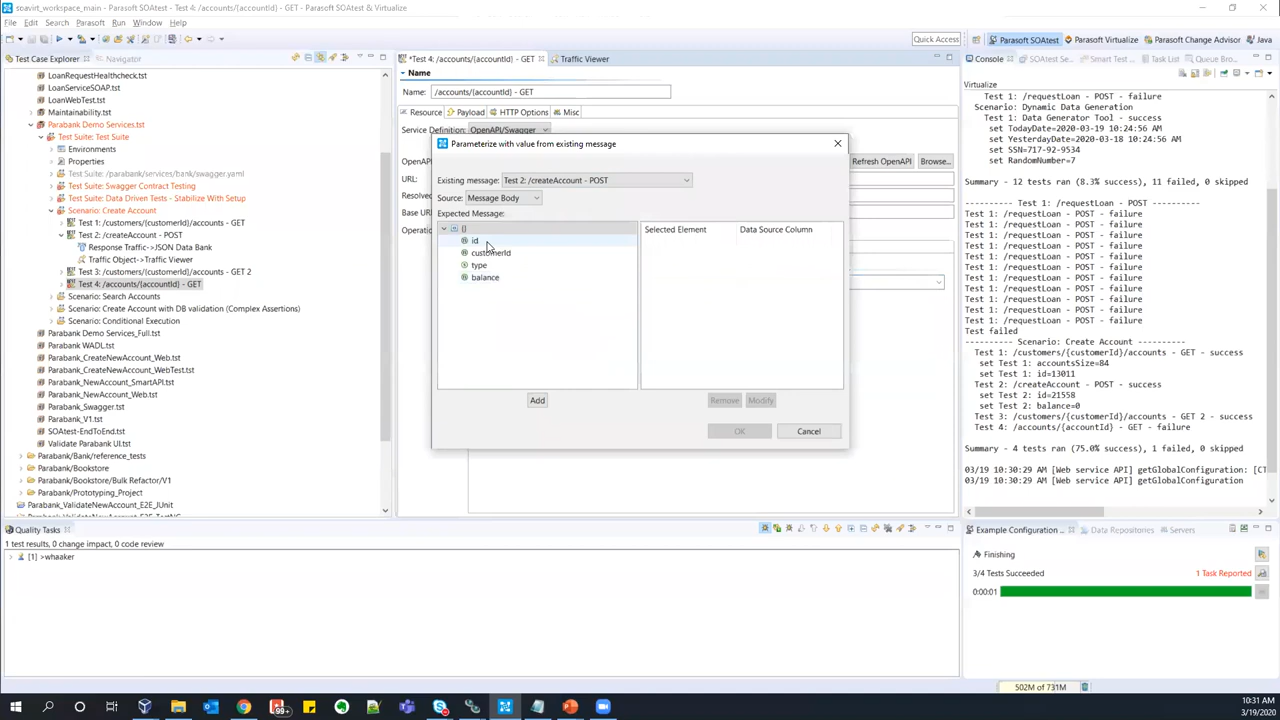 soavirt_workspace_main - Test 4: /accounts/{accountId} - GET - Parasoft SOAtest & Virtualize
File Edit Search Parasoft Run Window Help
Quick Access
Parasoft SOAtest
Parasoft Virtualize
Parasoft Change Advisor
Java
Test Case Explorer
Navigator
LoanRequestHealthcheck.tst
LoanServiceSOAP.tst
LoanWebTest.tst
Maintainability.tst
Parabank Demo Services.tst
Test Suite: Test Suite
Environments
Properties
/parabank/services/bank/swagger.yaml
Test Suite: Swagger Contract Testing
Test Suite: Data Driven Tests - Stabilize With Setup
Scenario: Create Account
Test 1: /customers/{customerId}/accounts - GET
Test 2: /createAccount - POST
Response Traffic->JSON Data Bank
Traffic Object->Traffic Viewer
Test 3: /customers/{customerId}/accounts - GET 2
Test 4: /accounts/{accountId} - GET
Scenario: Search Accounts
Scenario: Create Account with DB validation (Complex Assertions)
Scenario: Conditional Execution
Parabank Demo Services_Full.tst
Parabank WADL.tst
Parabank_CreateNewAccount_Web.tst
Parabank_CreateNewAccount_WebTest.tst
Parabank_NewAccount_SmartAPI.tst
Parabank_NewAccount_Web.tst
Parabank_Swagger.tst
Parabank_V1.tst
SOAtest-EndToEnd.tst
Validate Parabank UI.tst
Parabank/Bank/reference_tests
Parabank/Bookstore
Parabank/Bookstore/Bulk Refactor/V1
Parabank/Prototyping_Project
Parabank_ValidateNewAccount_E2E_JUnit
Parabank_ValidateNewAccount_E2E_TestNG
*Test 4: /accounts/{accountId} - GET
Traffic Viewer
Name
Name: /accounts/{accountId} - GET
Resource Payload HTTP Options Misc
Service Definition: OpenAPI/Swagger
OpenAPI
Refresh OpenAPI Browse...
URL:
Resolved
Base UR
Operatio
Parameterize with value from existing message
Existing message: Test 2: /createAccount - POST
Source: Message Body
Expected Message:
{}
id
customerId
type
balance
Selected Element Data Source Column
Add Remove Modify
OK Cancel
Console SOAtest Se... Smart Test ... Task List Queue Bro...
Virtualize
Test 1: /requestLoan - POST - failure
Scenario: Dynamic Data Generation
Test 1: Data Generator Tool - success
set TodayDate=2020-03-19 10:24:56 AM
set YesterdayDate=2020-03-18 10:24:56 AM
set SSN=717-92-9534
set RandomNumber=7
Summary - 12 tests ran (8.3% success), 11 failed, 0 skipped
---------- Test 1: /requestLoan - POST ----------
Test 1: /requestLoan - POST - failure
Test 1: /requestLoan - POST - failure
Test 1: /requestLoan - POST - failure
Test 1: /requestLoan - POST - failure
Test 1: /requestLoan - POST - failure
Test 1: /requestLoan - POST - failure
Test 1: /requestLoan - POST - failure
Test 1: /requestLoan - POST - failure
Test 1: /requestLoan - POST - failure
Test failed
---------- Scenario: Create Account ----------
Test 1: /customers/{customerId}/accounts - GET - success
set Test 1: accountsSize=84
set Test 1: id=13011
Test 2: /createAccount - POST - success
set Test 2: id=21558
set Test 2: balance=0
Test 3: /customers/{customerId}/accounts - GET 2 - success
Test 4: /accounts/{accountId} - GET - failure
Summary - 4 tests ran (75.0% success), 1 failed, 0 skipped
03/19 10:30:29 AM [Web service API] getGlobalConfiguration: [CT
03/19 10:30:29 AM [Web service API] getGlobalConfiguration
Quality Tasks
1 test results, 0 change impact, 0 code review
[1] >whaaker
Example Configuration
Data Repositories
Servers
Finishing
3/4 Tests Succeeded
1 Task Reported
0:00:01
502M of 731M
99+
10:31 AM
3/19/2020